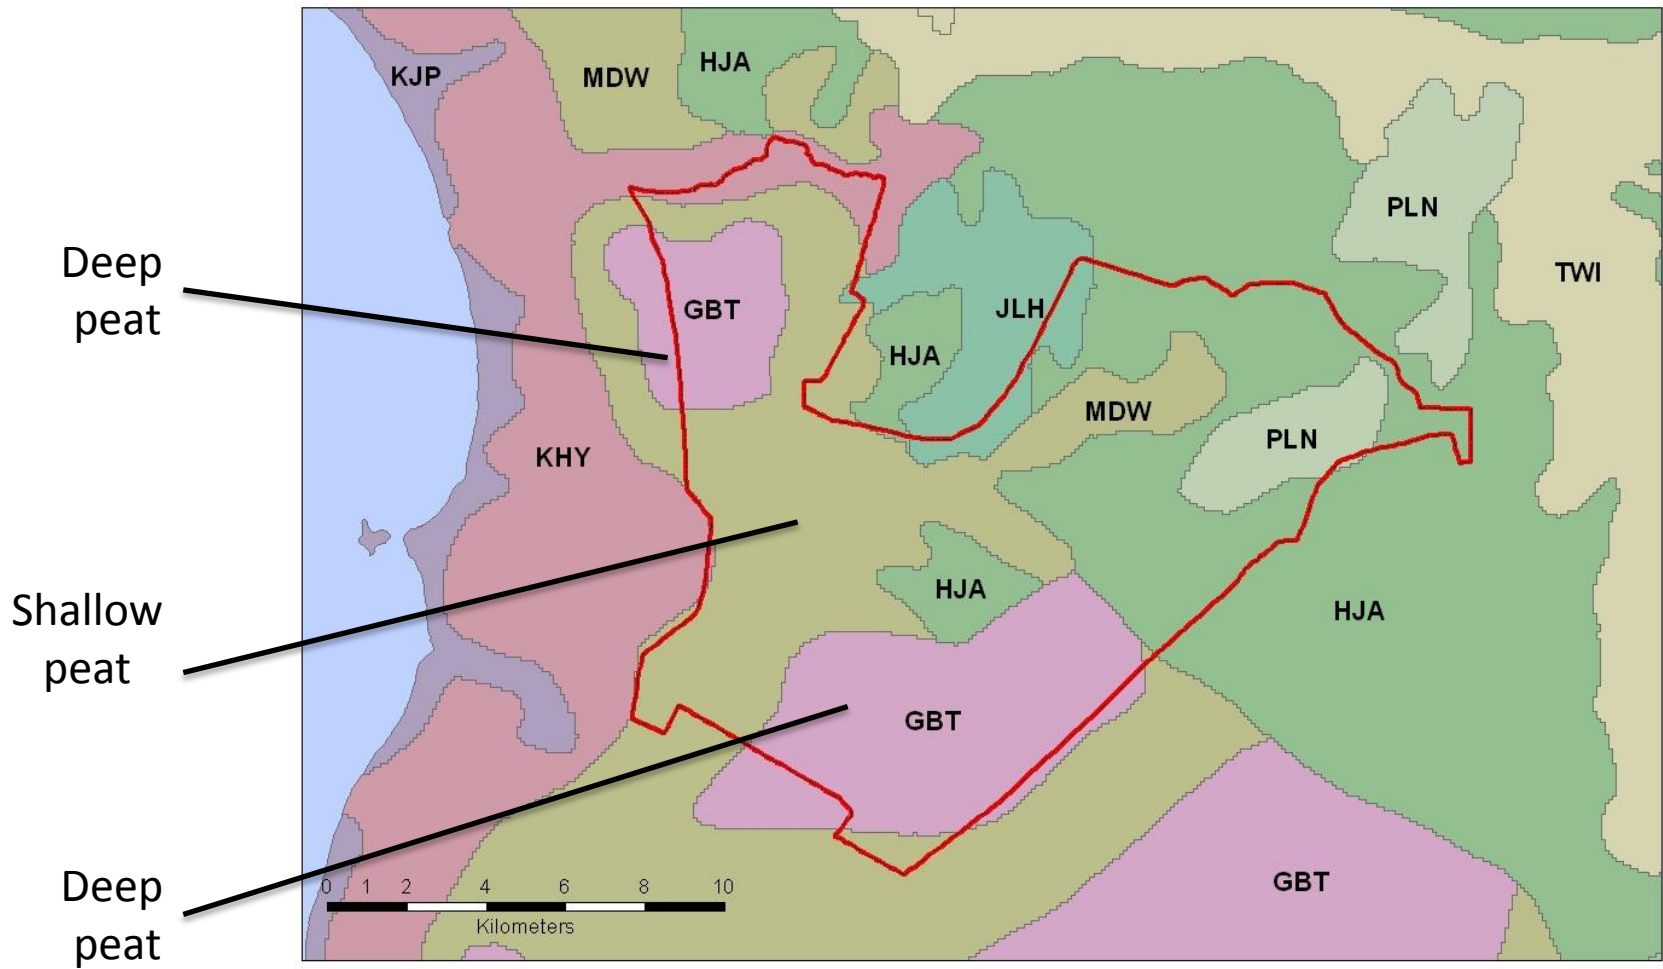 KJP
MDW
HJA
PLN
TWI
Deep
peat
GBT
JLH
HJA
MDW
PLN
KHY
Shallow
peat
HJA
HJA
GBT
Deep
peat
GBT
0 1 2 4 6 8 10
Kilometers